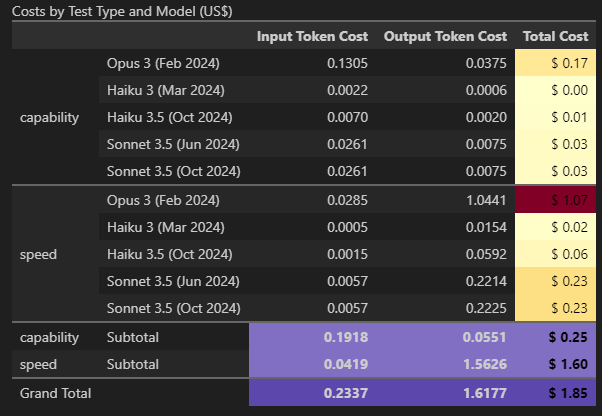 Costs by Test Type and Model (US$)
Input Token Cost Output Token Cost Total Cost
Opus 3 (Feb 2024) 0.1305 0.0375 $ 0.17
Haiku 3 (Mar 2024) 0.0022 0.0006 $ 0.00
capability Haiku 3.5 (Oct 2024) 0.0070 0.0020 $ 0.01
Sonnet 3.5 (Jun 2024) 0.0261 0.0075 $ 0.03
Sonnet 3.5 (Oct 2024) 0.0261 0.0075 $ 0.03
Opus 3 (Feb 2024) 0.0285 1.0441 $ 1.07
Haiku 3 (Mar 2024) 0.0005 0.0154 $ 0.02
speed Haiku 3.5 (Oct 2024) 0.0015 0.0592 $ 0.06
Sonnet 3.5 (Jun 2024) 0.0057 0.2214 $ 0.23
Sonnet 3.5 (Oct 2024) 0.0057 0.2225 $ 0.23
capability Subtotal 0.1918 0.0551 $ 0.25
speed Subtotal 0.0419 1.5626 $ 1.60
Grand Total 0.2337 1.6177 $ 1.85